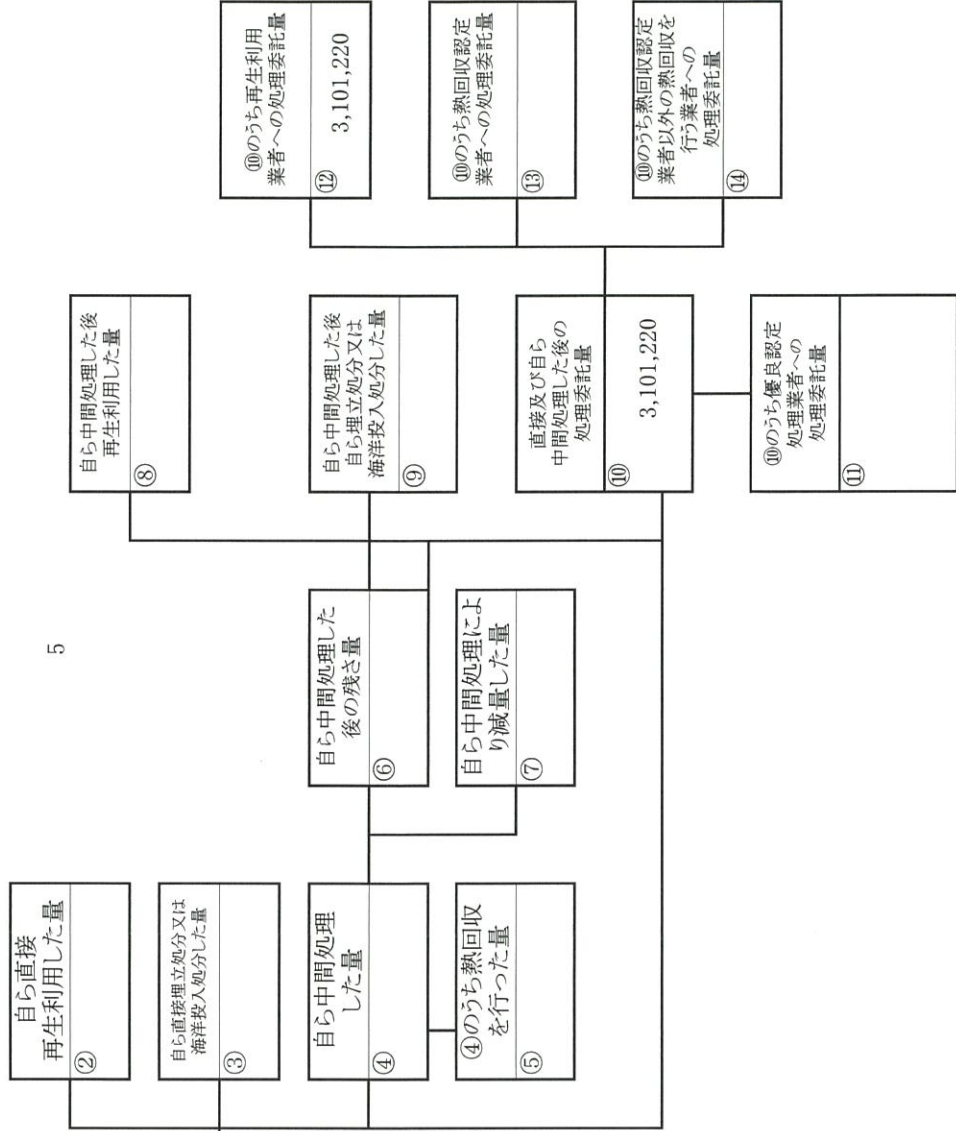 5
自ら直接
再生利用した量
②
自ら直接埋立処分又は
海洋投入処分した量
③
自ら中間処理
した量
④
④のうち熱回収
を行った量
⑤
自ら中間処理した
後の残さ量
⑥
自ら中間処理によ
り減量した量
⑦
自ら中間処理した後
再生利用した量
⑧
自ら中間処理した後
自ら埋立処分又は
海洋投入処分した量
⑨
直接及び自ら
中間処理した後の
処理委託量
⑩
3,101,220
⑩のうち優良認定
処理業者への
処理委託量
⑪
⑩のうち再生利用
業者への処理委託量
⑫
3,101,220
⑩のうち熱回収認定
業者への処理委託量
⑬
⑩のうち熱回収認定
業者以外の熱回収を
行う業者への
処理委託量
⑭